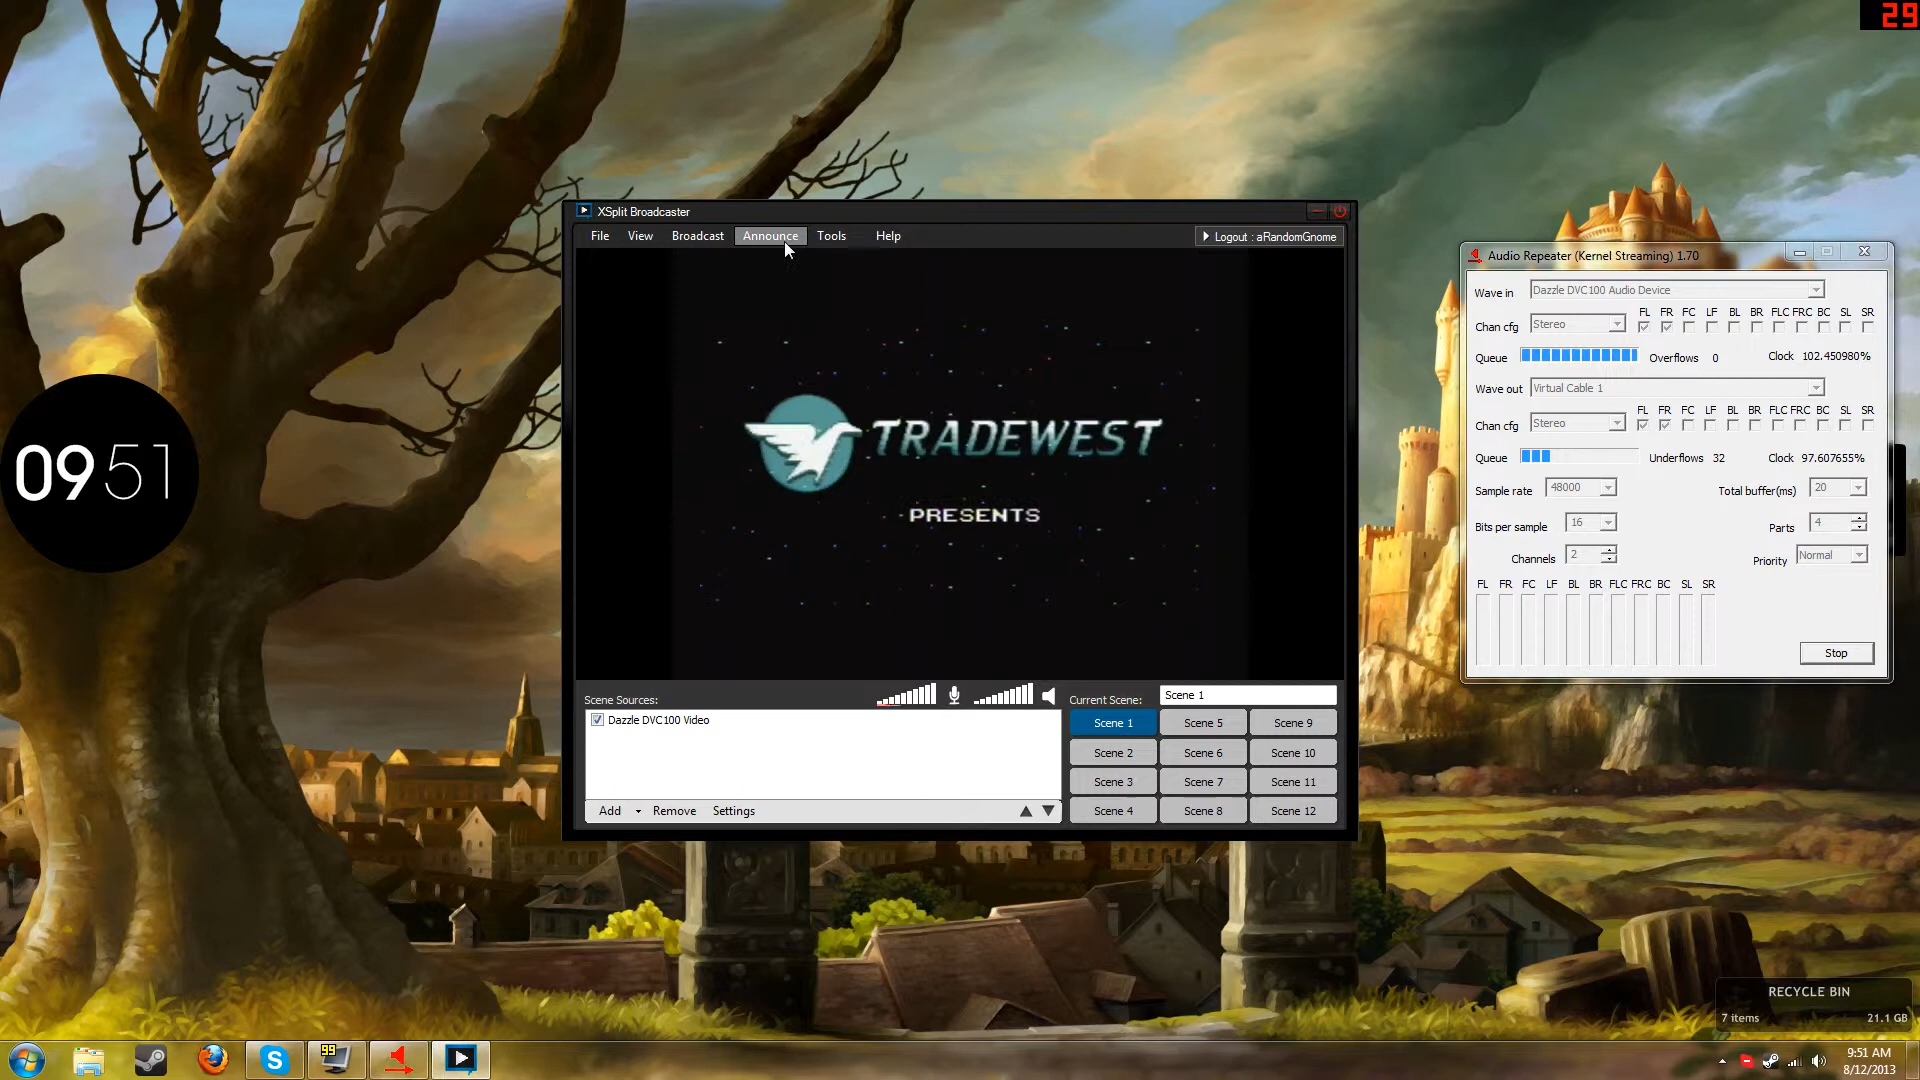 29
XSplit Broadcaster
File View Broadcast Announce Tools Help Logout : aRandomGnome
TRADEWEST
PRESENTS
Scene Sources:
Dazzle DVC100 Video
Add Remove Settings
Current Scene: Scene 1
Scene 1 Scene 5 Scene 9
Scene 2 Scene 6 Scene 10
Scene 3 Scene 7 Scene 11
Scene 4 Scene 8 Scene 12
Audio Repeater (Kernel Streaming) 1.70
Wave in Dazzle DVC100 Audio Device
FL FR FC LF BL BR FLC FRC BC SL SR
Chan cfg Stereo
Queue Overflows 0 Clock 102.450980%
Wave out Virtual Cable 1
FL FR FC LF BL BR FLC FRC BC SL SR
Chan cfg Stereo
Queue Underflows 32 Clock 97.607655%
Sample rate 48000 Total buffer(ms) 20
Bits per sample 16 Parts 4
Channels 2 Priority Normal
FL FR FC LF BL BR FLC FRC BC SL SR
Stop
0951
RECYCLE BIN
7 items 21.1 GB
99
9:51 AM
8/12/2013